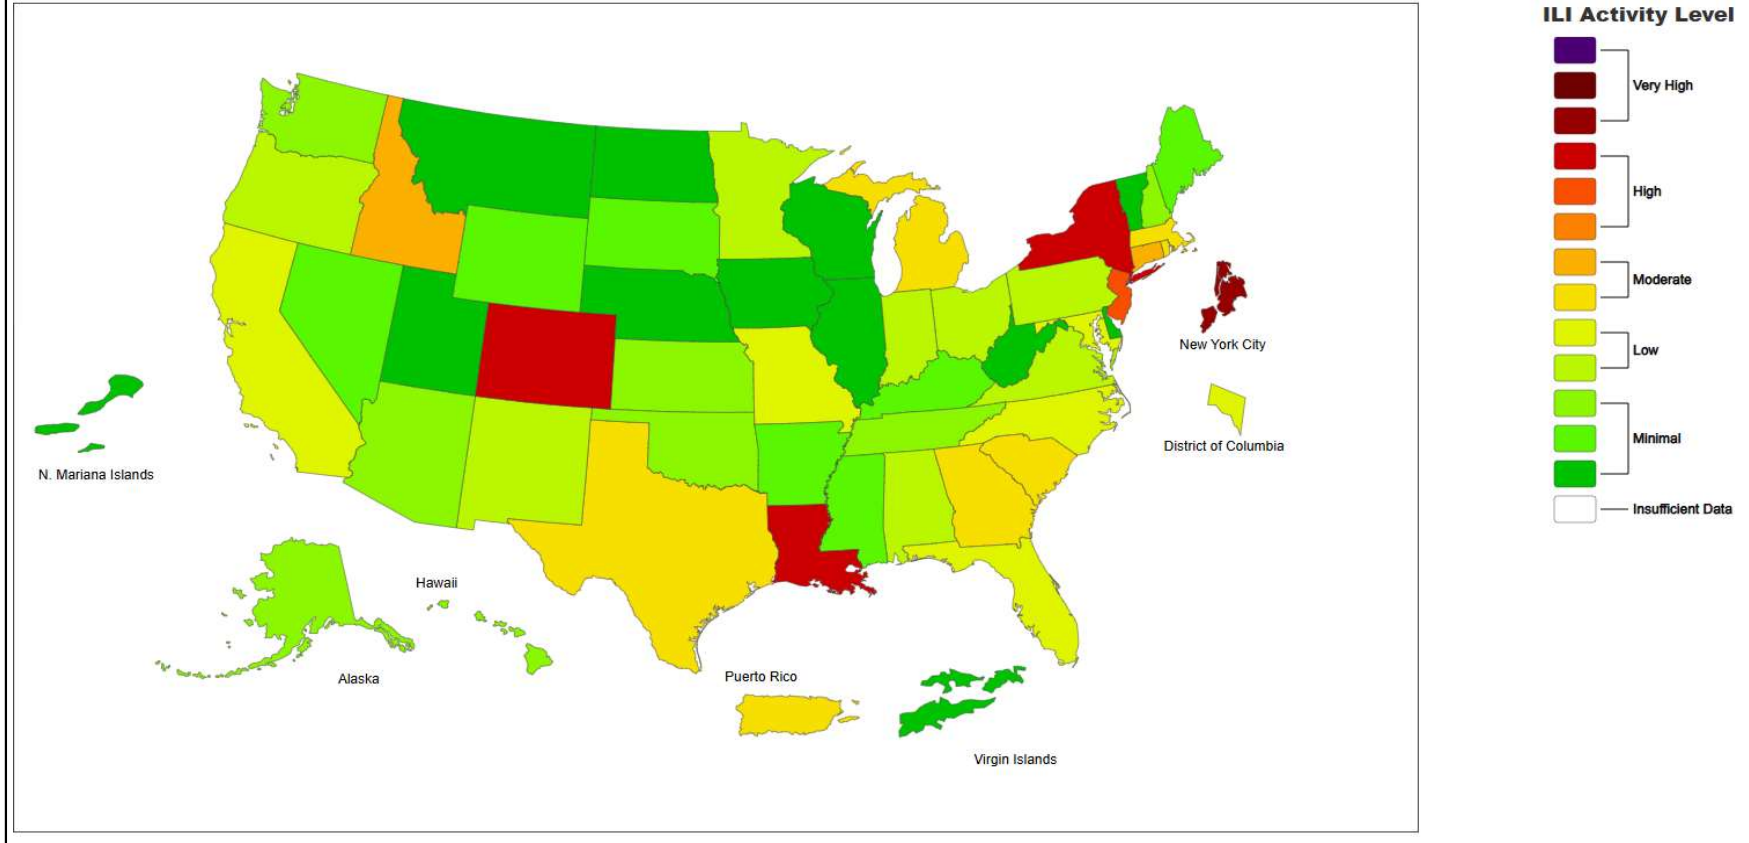 ILI Activity Level
Very High
High
Moderate
Low
Minimal
Insufficient Data
New York City
District of Columbia
N. Mariana Islands
Hawaii
Alaska
Puerto Rico
Virgin Islands